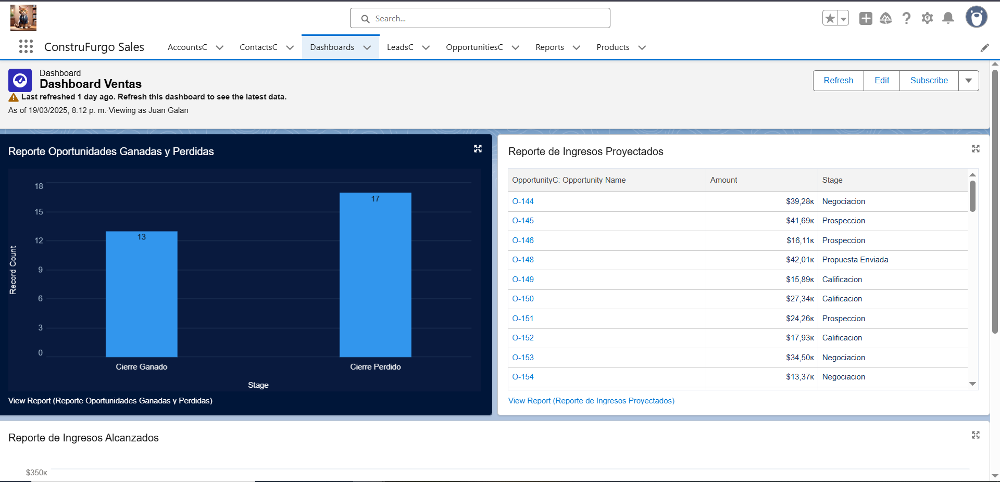 Search...
ConstruFurgo Sales
AccountsC
ContactsC
Dashboards
LeadsC
OpportunitiesC
Reports
Products
Dashboard
Dashboard Ventas
Last refreshed 1 day ago. Refresh this dashboard to see the latest data.
As of 19/03/2025, 8:12 p. m.·Viewing as Juan Galan
Refresh
Edit
Subscribe
Reporte Oportunidades Ganadas y Perdidas
18
15
12
9
6
3
0
Record Count
13
17
Cierre Ganado
Cierre Perdido
Stage
View Report (Reporte Oportunidades Ganadas y Perdidas)
Reporte de Ingresos Proyectados
OpportunityC: Opportunity Name Amount Stage
O-144 $39,28K Negociacion
O-145 $41,69K Prospeccion
O-146 $16,11K Prospeccion
O-148 $42,01K Propuesta Enviada
O-149 $15,89K Calificacion
O-150 $27,34K Calificacion
O-151 $24,26K Prospeccion
O-152 $17,93K Calificacion
O-153 $34,50K Negociacion
O-154 $13,37K Negociacion
View Report (Reporte de Ingresos Proyectados)
Reporte de Ingresos Alcanzados
$350K